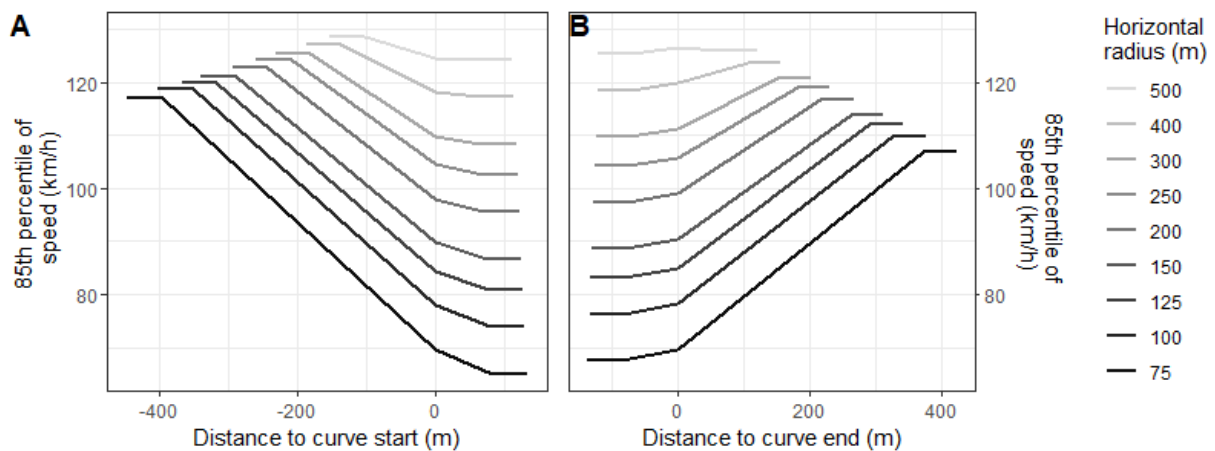 A
85th percentile of
speed (km/h)
120
100
80
-400
-200
0
Distance to curve start (m)
B
0
200
400
Distance to curve end (m)
120
100
80
85th percentile of
speed (km/h)
Horizontal
radius (m)
500
400
300
250
200
150
125
100
75